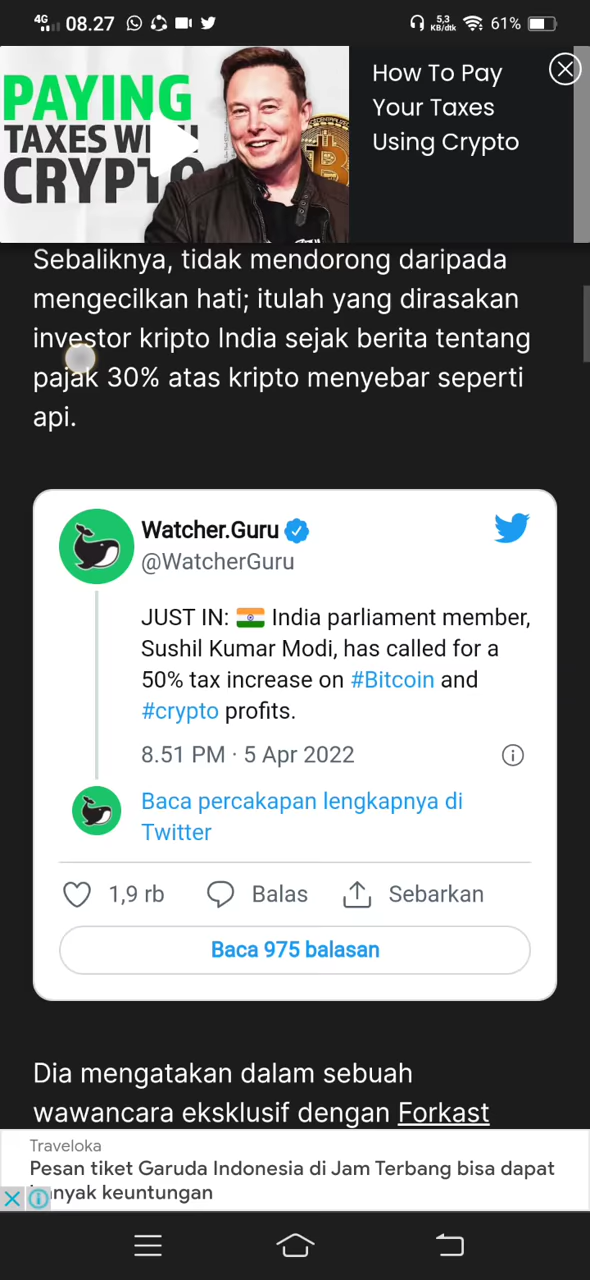 4G 08.27 5,3 KB/dtk 61%
PAYING
TAXES WI
CRYPTO
How To Pay
Your Taxes
Using Crypto
Sebaliknya, tidak mendorong daripada
mengecilkan hati; itulah yang dirasakan
investor kripto India sejak berita tentang
pajak 30% atas kripto menyebar seperti
api.
Watcher.Guru
@WatcherGuru
JUST IN: 🇮🇳 India parliament member,
Sushil Kumar Modi, has called for a
50% tax increase on #Bitcoin and
#crypto profits.
8.51 PM · 5 Apr 2022
Baca percakapan lengkapnya di
Twitter
1,9 rb Balas Sebarkan
Baca 975 balasan
Dia mengatakan dalam sebuah
wawancara eksklusif dengan Forkast
Traveloka
Pesan tiket Garuda Indonesia di Jam Terbang bisa dapat
banyak keuntungan